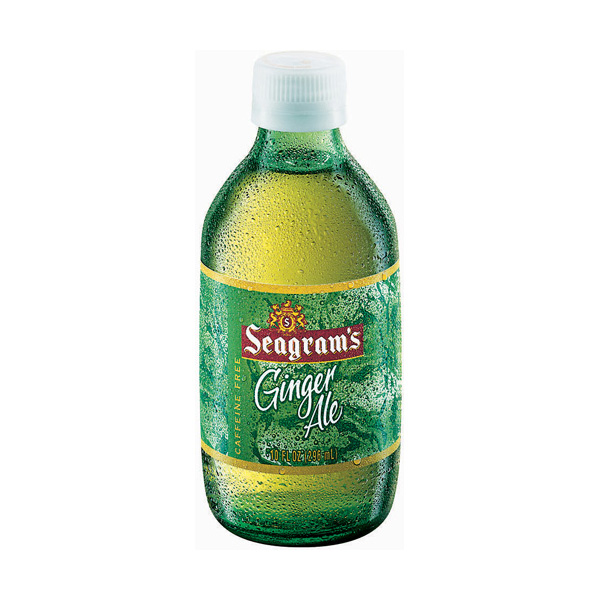 S
Seagram's
Ginger
Ale
CAFFEINE FREE
10 FL OZ (296 mL)